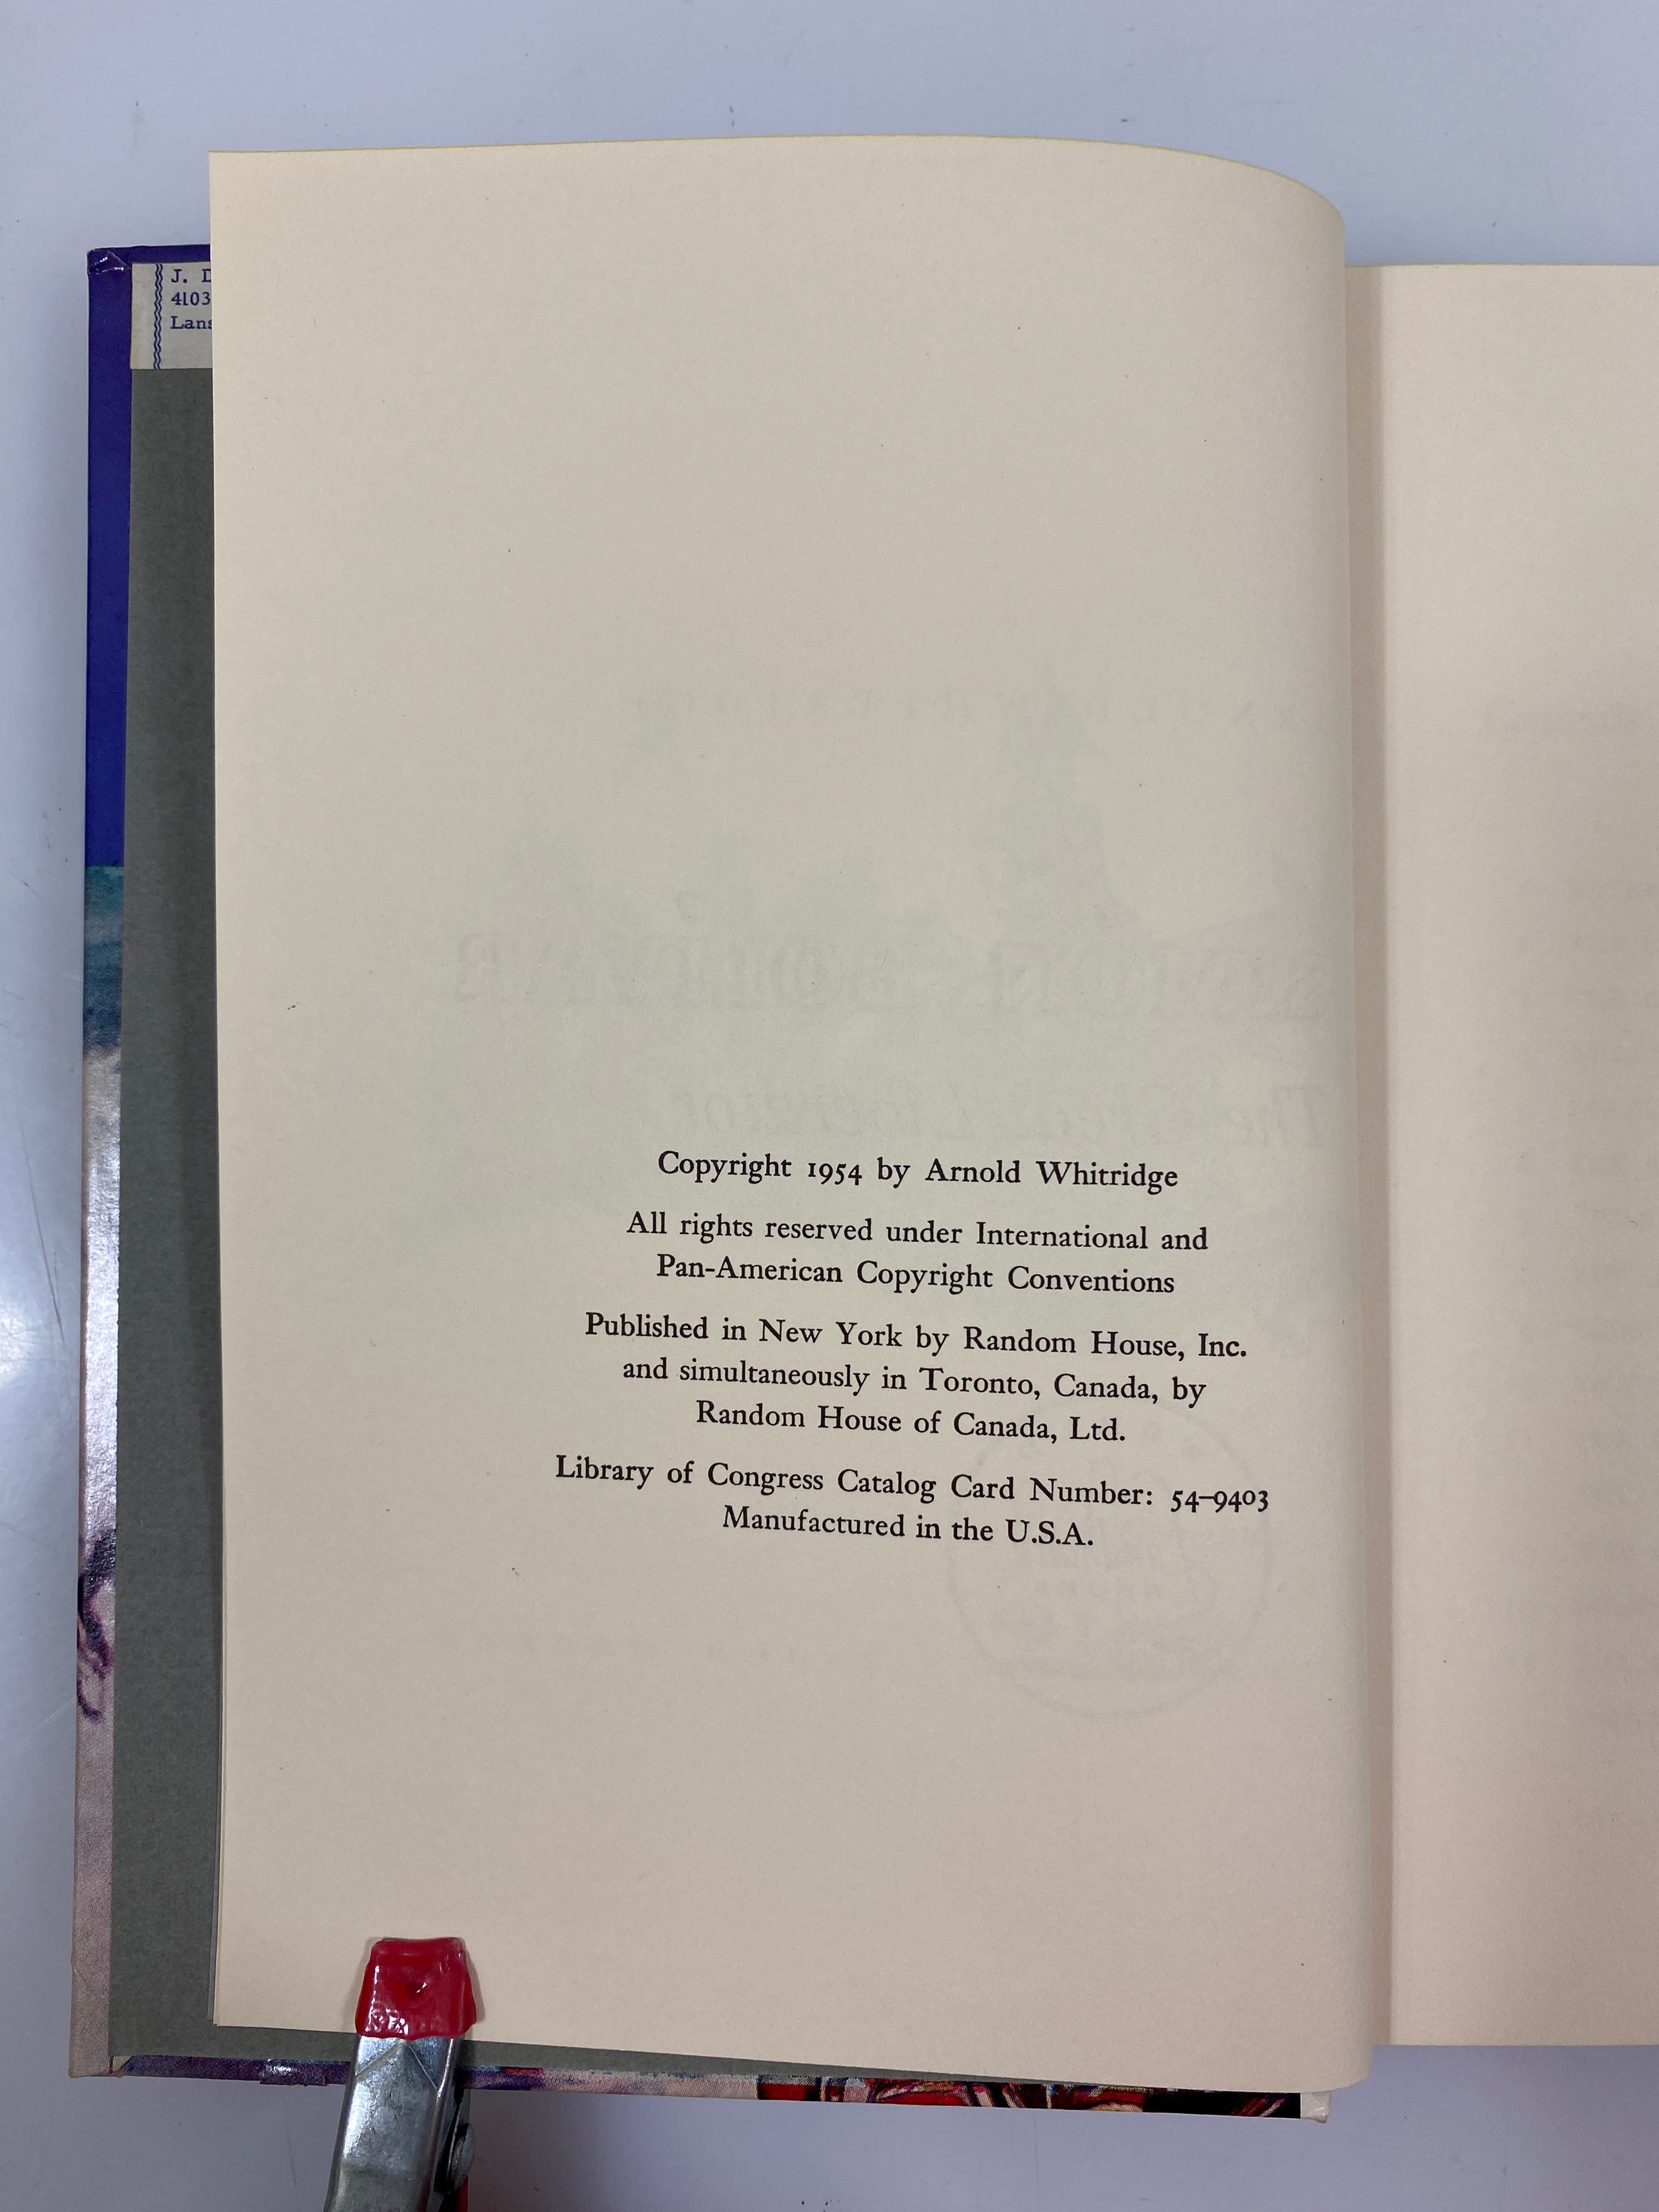 J.
4103
Copyright 1954 by Arnold Whitridge
All rights reserved under International and
Pan-American Copyright Conventions
Published in New York by Random House, Inc.
and simultaneously in Toronto, Canada, by
Random House of Canada, Ltd.
Library of Congress Catalog Card Number: 54–9403
Manufactured in the U.S.A.